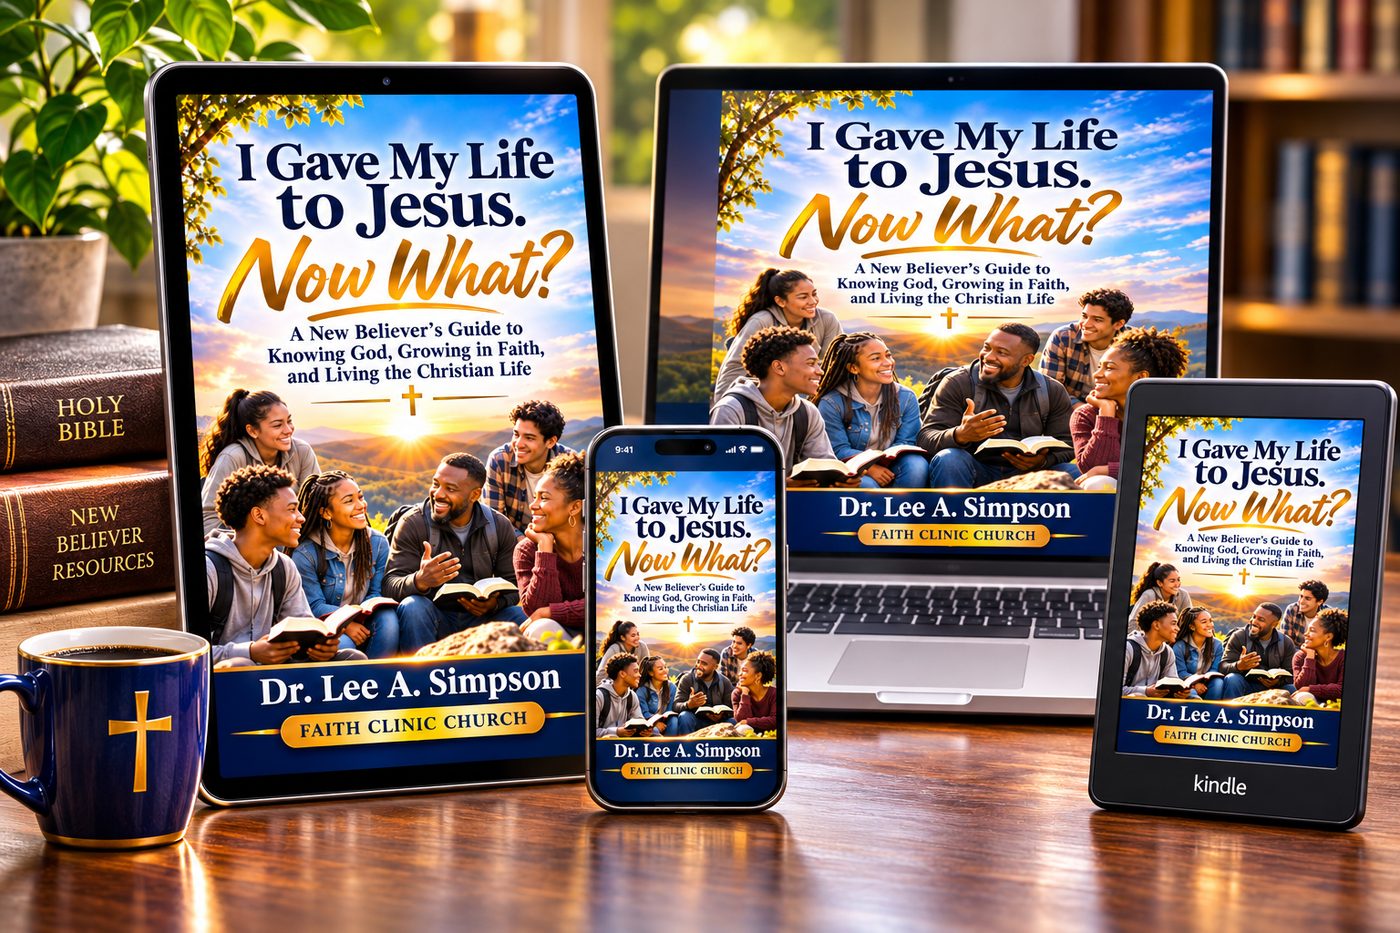 HOLY
BIBLE
NEW
BELIEVER
RESOURCES
I Gave My Life
to Jesus.
Now What?
A New Believer's Guide to
Knowing God, Growing in Faith,
and Living the Christian Life
Dr. Lee A. Simpson
FAITH CLINIC CHURCH
9:41
I Gave My Life
to Jesus.
Now What?
A New Believer's Guide to
Knowing God, Growing in Faith,
and Living the Christian Life
Dr. Lee A. Simpson
FAITH CLINIC CHURCH
I Gave My Life
to Jesus.
Now What?
A New Believer's Guide to
Knowing God, Growing in Faith,
and Living the Christian Life
Dr. Lee A. Simpson
FAITH CLINIC CHURCH
I Gave My Life
to Jesus.
Now What?
A New Believer's Guide to
Knowing God, Growing in Faith,
and Living the Christian Life
Dr. Lee A. Simpson
FAITH CLINIC CHURCH
kindle